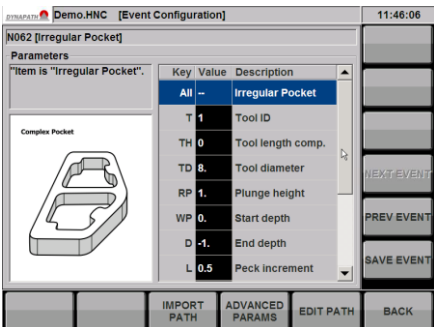 DYNAPATH Demo.HNC [Event Configuration] 11:46:06
N062 [Irregular Pocket]
Parameters
"Item is "Irregular Pocket".
Complex Pocket
Key Value Description
All -- Irregular Pocket
T 1 Tool ID
TH 0 Tool length comp.
TD 8. Tool diameter
RP 1. Plunge height
WP 0. Start depth
D -1. End depth
L 0.5 Peck increment
NEXT EVENT
PREV EVENT
SAVE EVENT
IMPORT PATH
ADVANCED PARAMS
EDIT PATH
BACK